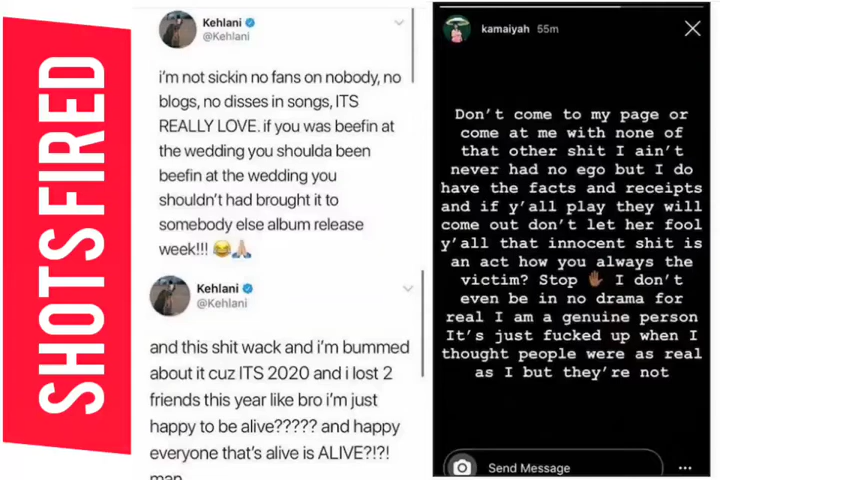 SHOTSFIRED
Kehlani
@Kehlani
i'm not sickin no fans on nobody, no
blogs, no disses in songs, ITS
REALLY LOVE. if you was beefin at
the wedding you shoulda been
beefin at the wedding you
shouldn't had brought it to
somebody else album release
week!!! 😂🙏🏼
Kehlani
@Kehlani
and this shit wack and i'm bummed
about it cuz ITS 2020 and i lost 2
friends this year like bro i'm just
happy to be alive????? and happy
everyone that's alive is ALIVE?!?!
man
kamaiyah 55m
Don't come to my page or
come at me with none of
that other shit I ain't
never had no ego but I do
have the facts and receipts
and if y'all play they will
come out don't let her fool
y'all that innocent shit is
an act how you always the
victim? Stop ✋🏾 I don't
even be in no drama for
real I am a genuine person
It's just fucked up when I
thought people were as real
as I but they're not
Send Message